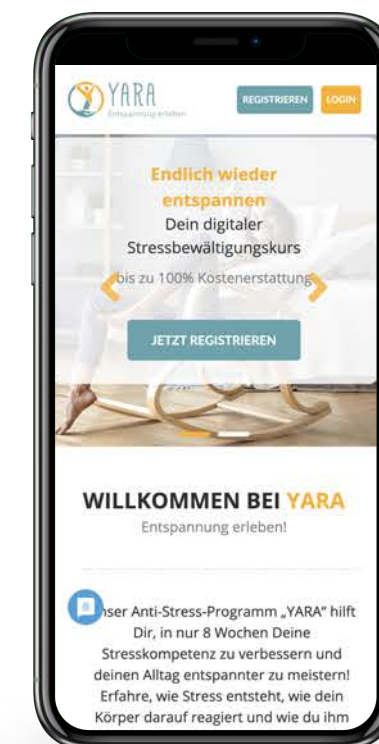 YARA
Entspannung erleben
REGISTRIEREN
LOGIN
Endlich wieder
entspannen
Dein digitaler
Stressbewältigungskurs
bis zu 100% Kostenerstattung
JETZT REGISTRIEREN
WILLKOMMEN BEI YARA
Entspannung erleben!
nser Anti-Stress-Programm „YARA" hilft
Dir, in nur 8 Wochen Deine
Stresskompetenz zu verbessern und
deinen Alltag entspannter zu meistern!
Erfahre, wie Stress entsteht, wie dein
Körper darauf reagiert und wie du ihm